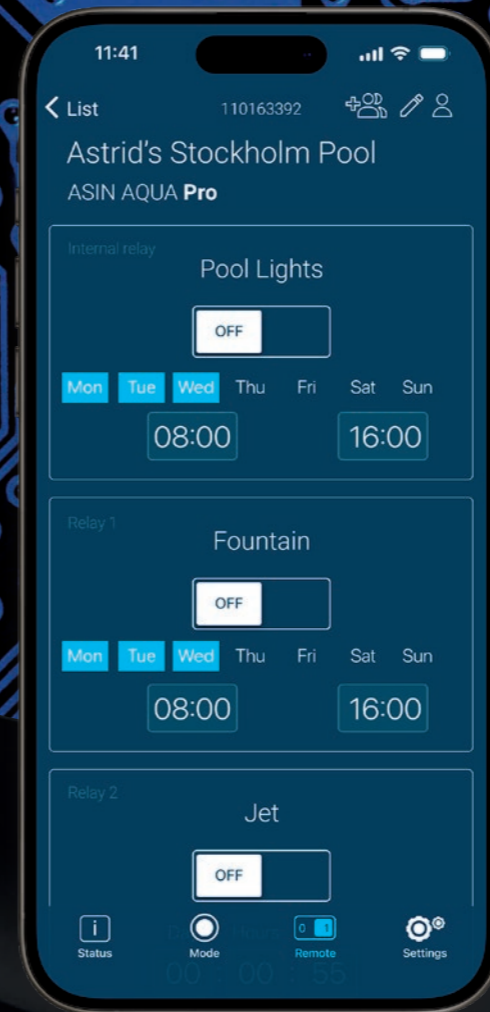 11:41
List
110163392
Astrid's Stockholm Pool
ASIN AQUA Pro
Internal relay
Pool Lights
OFF
Mon Tue Wed Thu Fri Sat Sun
08:00 16:00
Relay 1
Fountain
OFF
Mon Tue Wed Thu Fri Sat Sun
08:00 16:00
Relay 2
Jet
OFF
Status Mode 0 1 Remote Settings
00 : 00 : 55